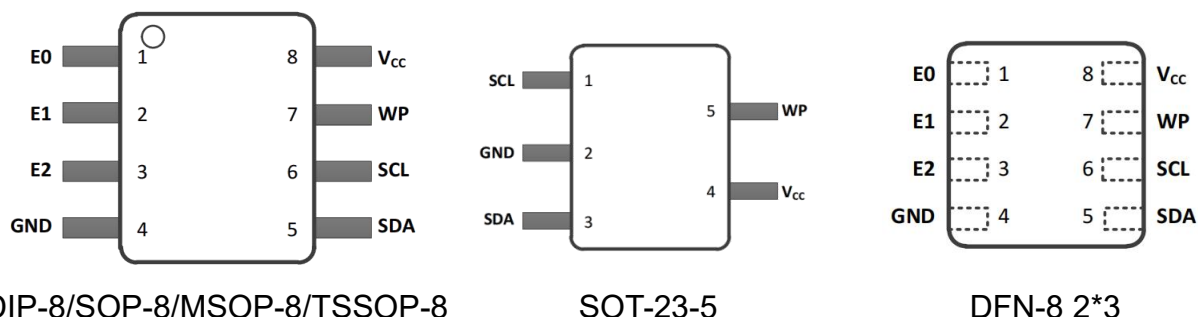 E0 1 8 VCC
E1 2 7 WP
E2 3 6 SCL
GND 4 5 SDA
DIP-8/SOP-8/MSOP-8/TSSOP-8
SCL 1
5 WP
GND 2
4 VCC
SDA 3
SOT-23-5
E0 1 8 VCC
E1 2 7 WP
E2 3 6 SCL
GND 4 5 SDA
DFN-8 2*3